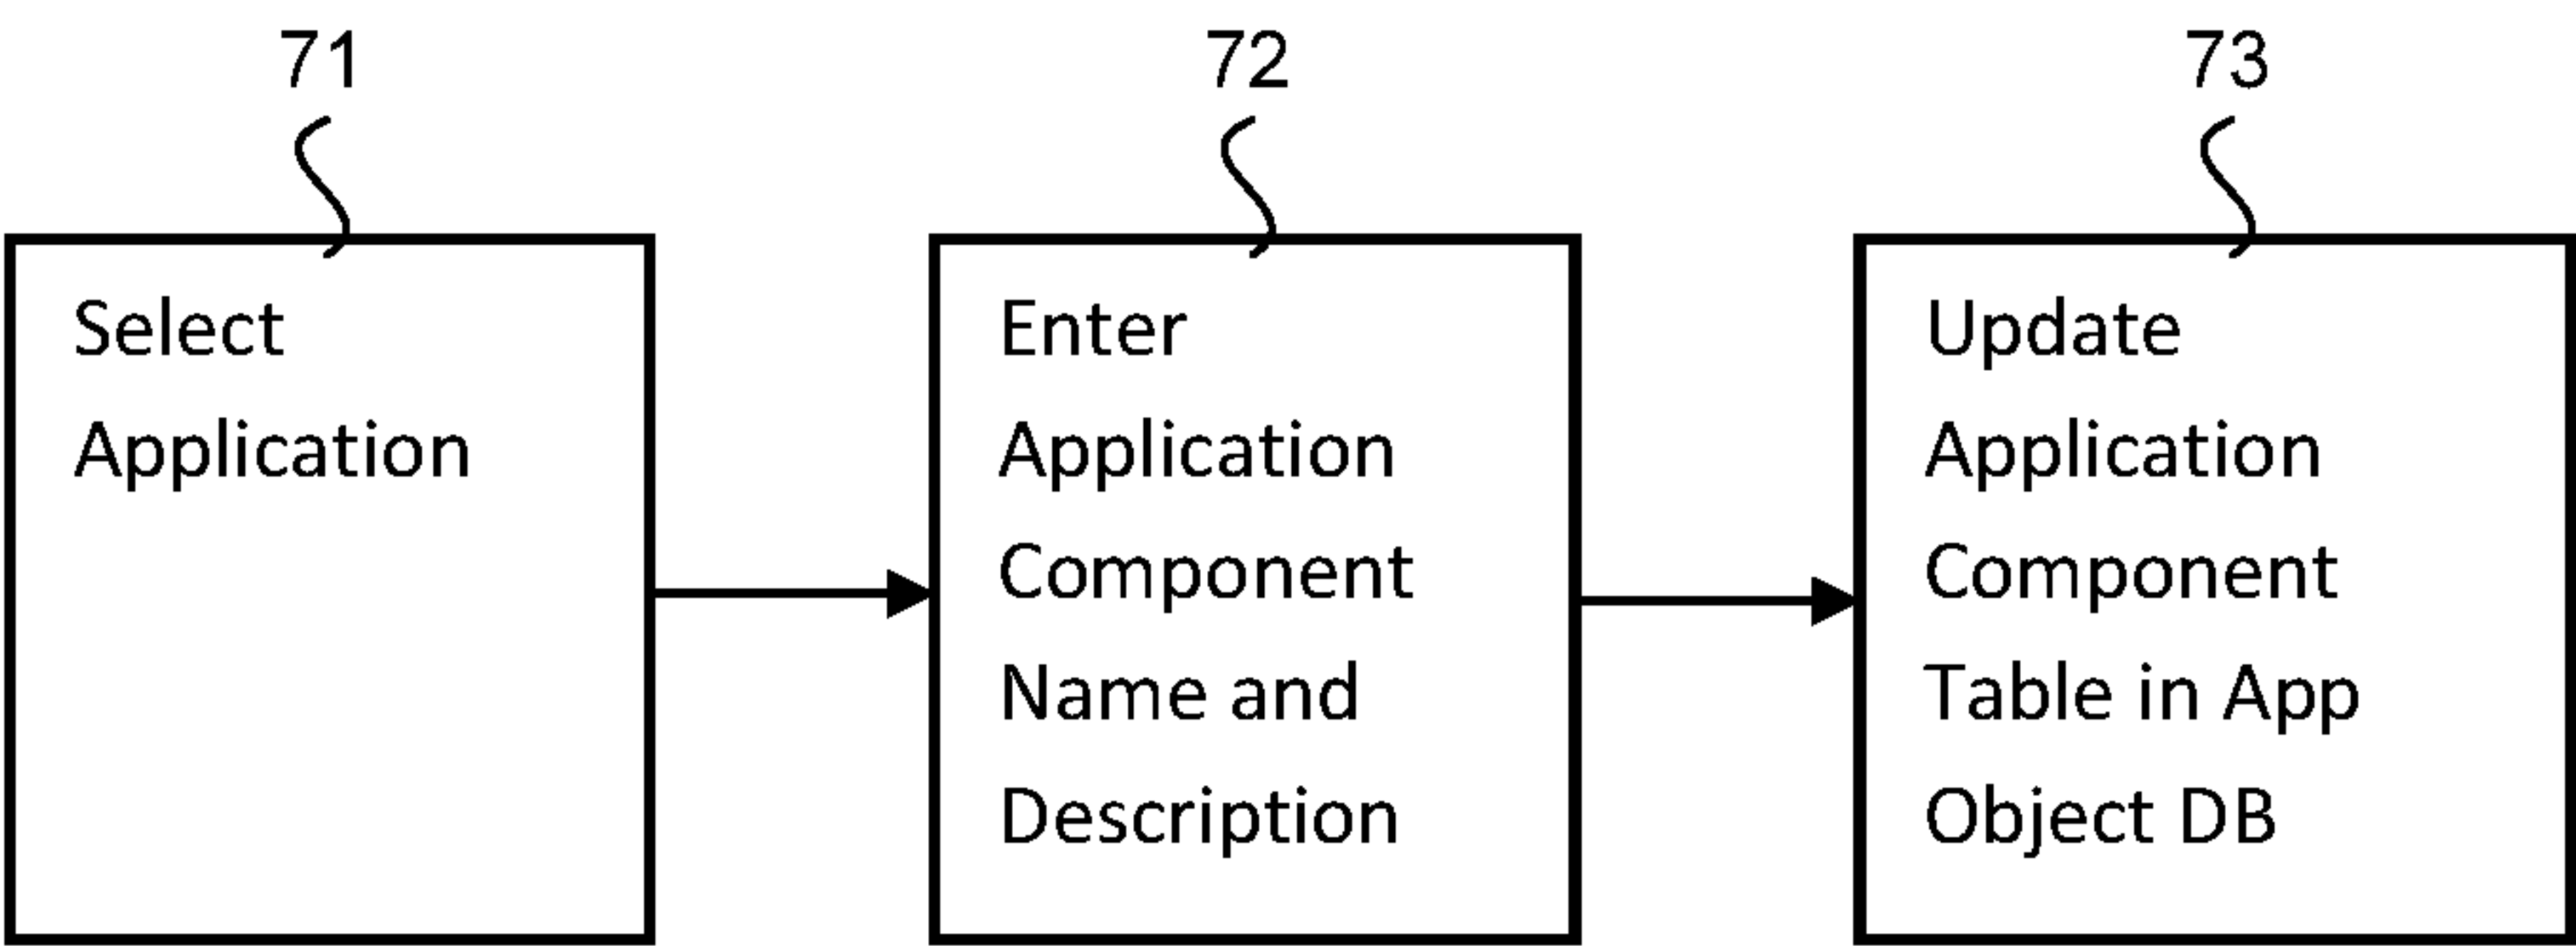 71
Select
Application
72
Enter
Application
Component
Name and
Description
73
Update
Application
Component
Table in App
Object DB